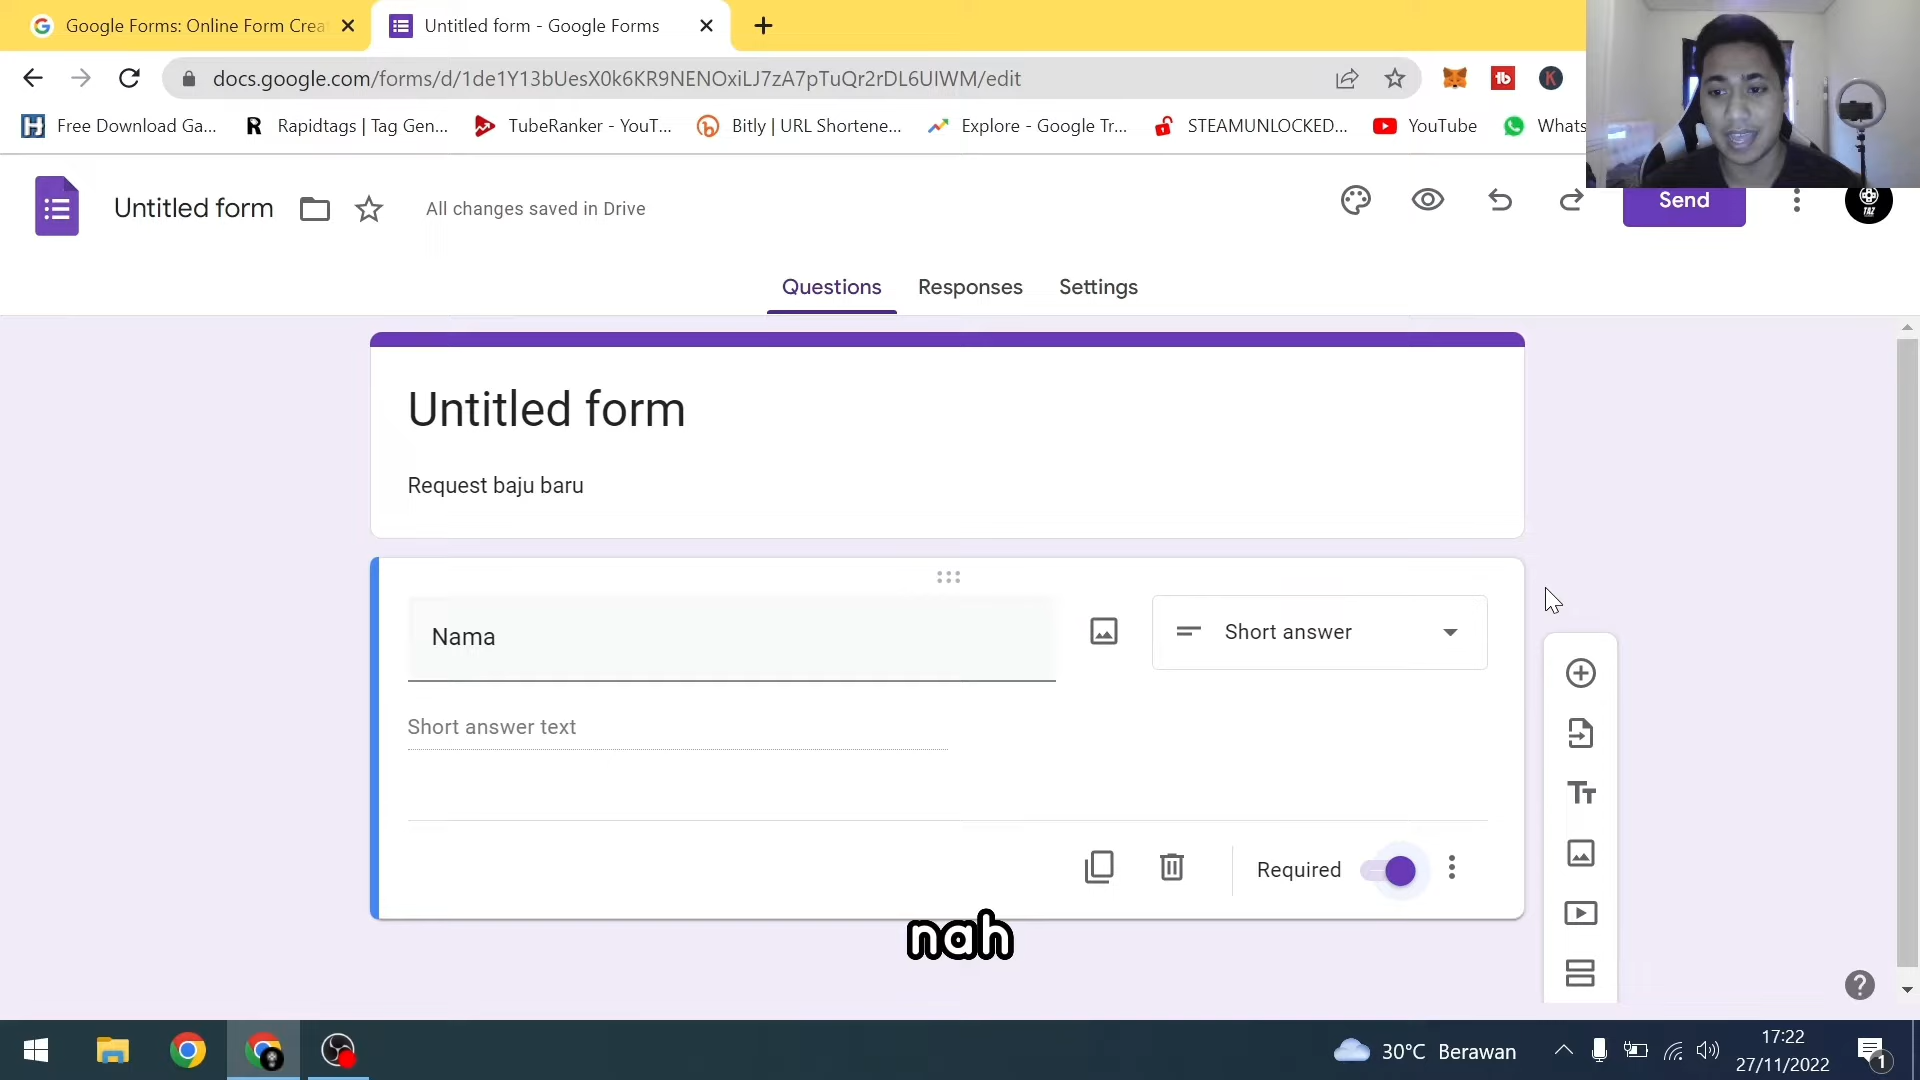 Google Forms: Online Form Crea
Untitled form - Google Forms
docs.google.com/forms/d/1de1Y13bUesX0k6KR9NENOxiLJ7zA7pTuQr2rDL6UIWM/edit
Free Download Ga...
Rapidtags | Tag Gen...
TubeRanker - YouT...
Bitly | URL Shortene...
Explore - Google Tr...
STEAMUNLOCKED...
YouTube
Whats
Untitled form
All changes saved in Drive
Send
Questions
Responses
Settings
Untitled form
Request baju baru
Nama
Short answer
Short answer text
Required
nah
30°C Berawan
17:22
27/11/2022
1